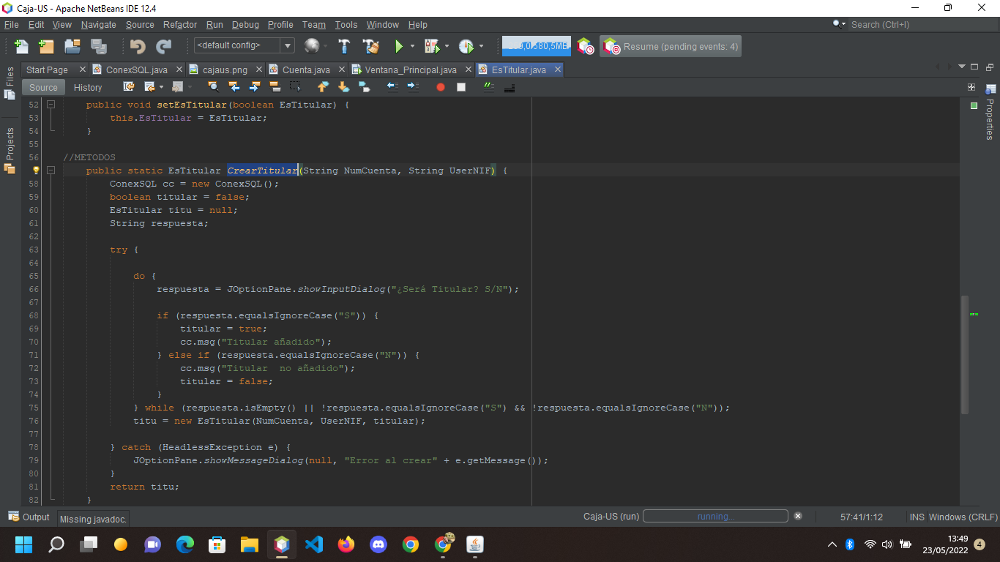 Caja-US - Apache NetBeans IDE 12.4
File Edit View Navigate Source Refactor Run Debug Profile Team Tools Window Help
Search (Ctrl+I)
<default config>
Resume (pending events: 4)
Files
Projects
Properties
Start Page ConexSQL.java cajaus.png Cuenta.java Ventana_Principal.java EsTitular.java
Source History
52 public void setEsTitular(boolean EsTitular) {
53 this.EsTitular = EsTitular;
54 }
55
56 //METODOS
public static EsTitular CrearTitular(String NumCuenta, String UserNIF) {
58 ConexSQL cc = new ConexSQL();
59 boolean titular = false;
60 EsTitular titu = null;
61 String respuesta;
62
63 try {
64
65 do {
66 respuesta = JOptionPane.showInputDialog("¿Será Titular? S/N");
67
68 if (respuesta.equalsIgnoreCase("S")) {
69 titular = true;
70 cc.msg("Titular añadido");
71 } else if (respuesta.equalsIgnoreCase("N")) {
72 cc.msg("Titular  no añadido");
73 titular = false;
74 }
75 } while (respuesta.isEmpty() || !respuesta.equalsIgnoreCase("S") && !respuesta.equalsIgnoreCase("N"));
76 titu = new EsTitular(NumCuenta, UserNIF, titular);
77
78 } catch (HeadlessException e) {
79 JOptionPane.showMessageDialog(null, "Error al crear" + e.getMessage());
80 }
81 return titu;
82 }
Output Missing javadoc. Caja-US (run) running... 57:41/1:12 INS Windows (CRLF)
13:49
23/05/2022
4